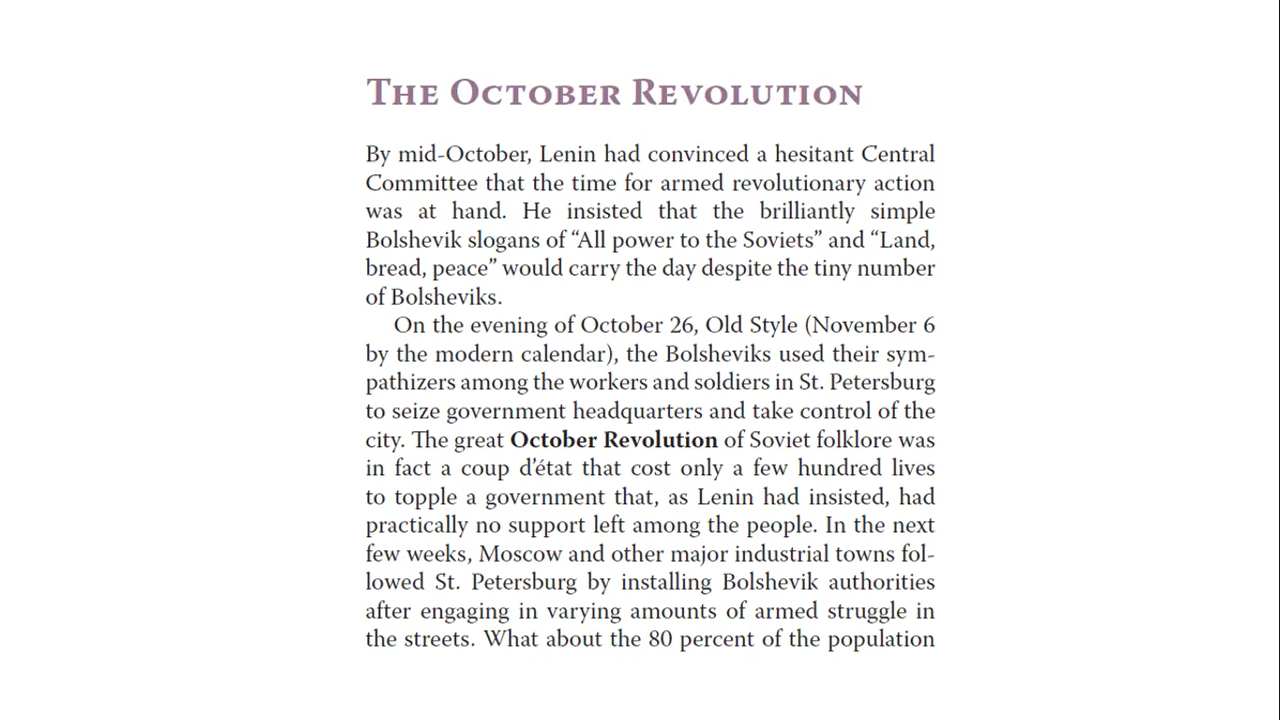 THE OCTOBER REVOLUTION
By mid-October, Lenin had convinced a hesitant Central
Committee that the time for armed revolutionary action
was at hand. He insisted that the brilliantly simple
Bolshevik slogans of “All power to the Soviets” and “Land,
bread, peace” would carry the day despite the tiny number
of Bolsheviks.
On the evening of October 26, Old Style (November 6
by the modern calendar), the Bolsheviks used their sym-
pathizers among the workers and soldiers in St. Petersburg
to seize government headquarters and take control of the
city. The great October Revolution of Soviet folklore was
in fact a coup d’état that cost only a few hundred lives
to topple a government that, as Lenin had insisted, had
practically no support left among the people. In the next
few weeks, Moscow and other major industrial towns fol-
lowed St. Petersburg by installing Bolshevik authorities
after engaging in varying amounts of armed struggle in
the streets. What about the 80 percent of the population